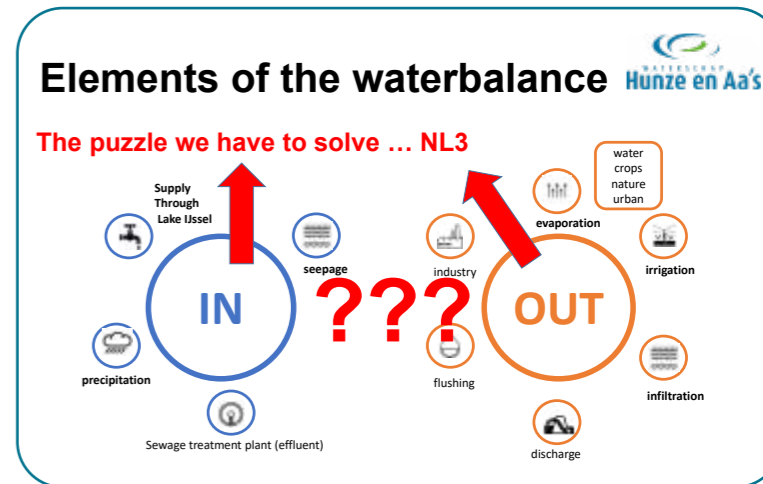 Elements of the waterbalance
WATERSCHAP
Hunze en Aa's
The puzzle we have to solve … NL3
Supply
Through
Lake IJssel
seepage
IN
precipitation
Sewage treatment plant (effluent)
???
water
crops
nature
urban
evaporation
industry
irrigation
OUT
flushing
infiltration
discharge